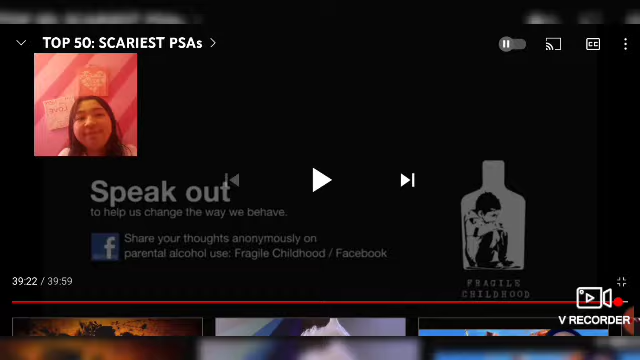 TOP 50: SCARIEST PSAs
CC
Speak out
to help us change the way we behave.
Share your thoughts anonymously on
parental alcohol use: Fragile Childhood / Facebook
FRAGILE
CHILDHOOD
39:22 / 39:59
V RECORDER